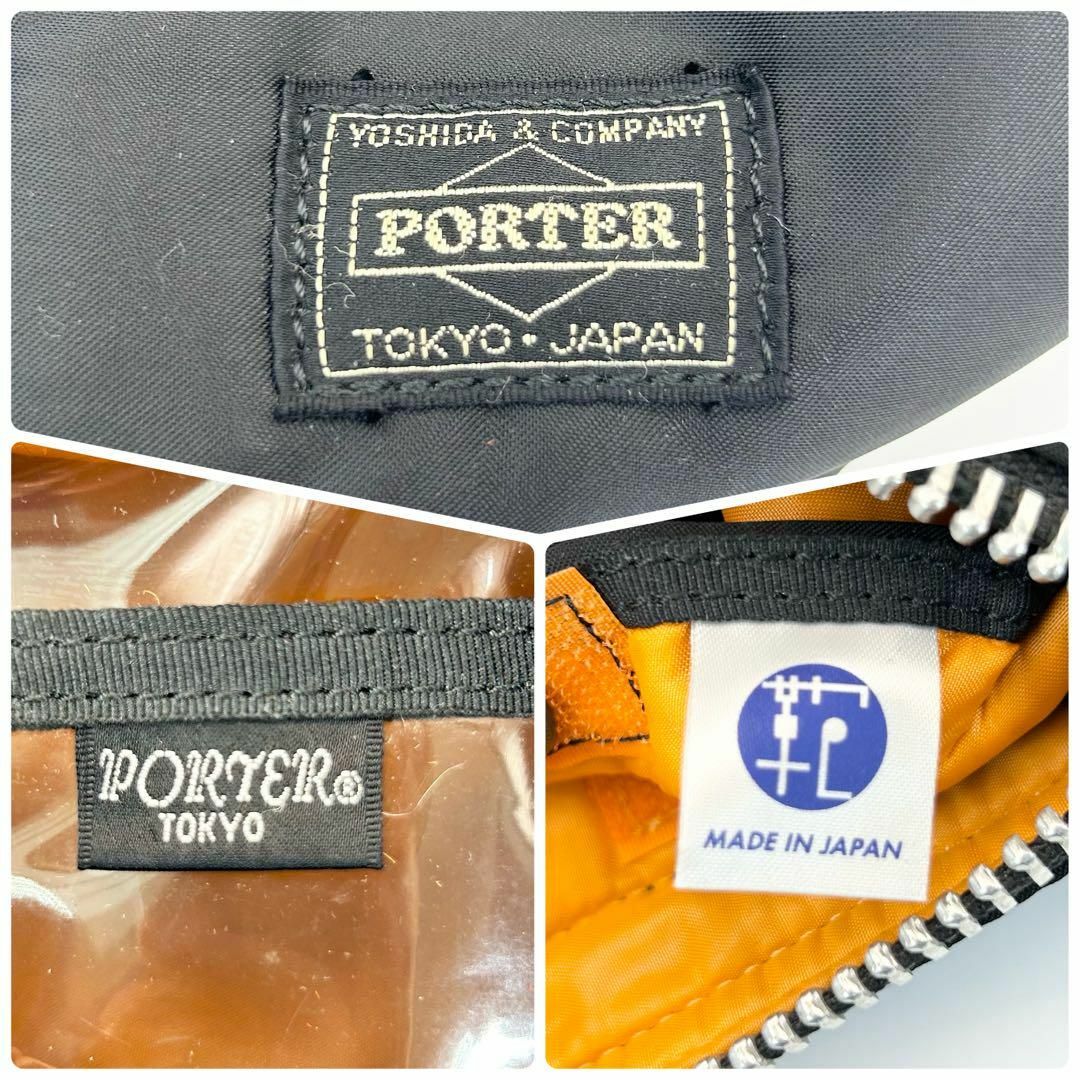 YOSHIDA & COMPANY
PORTER
TOKYO・JAPAN
PORTER®
TOKYO
MADE IN JAPAN